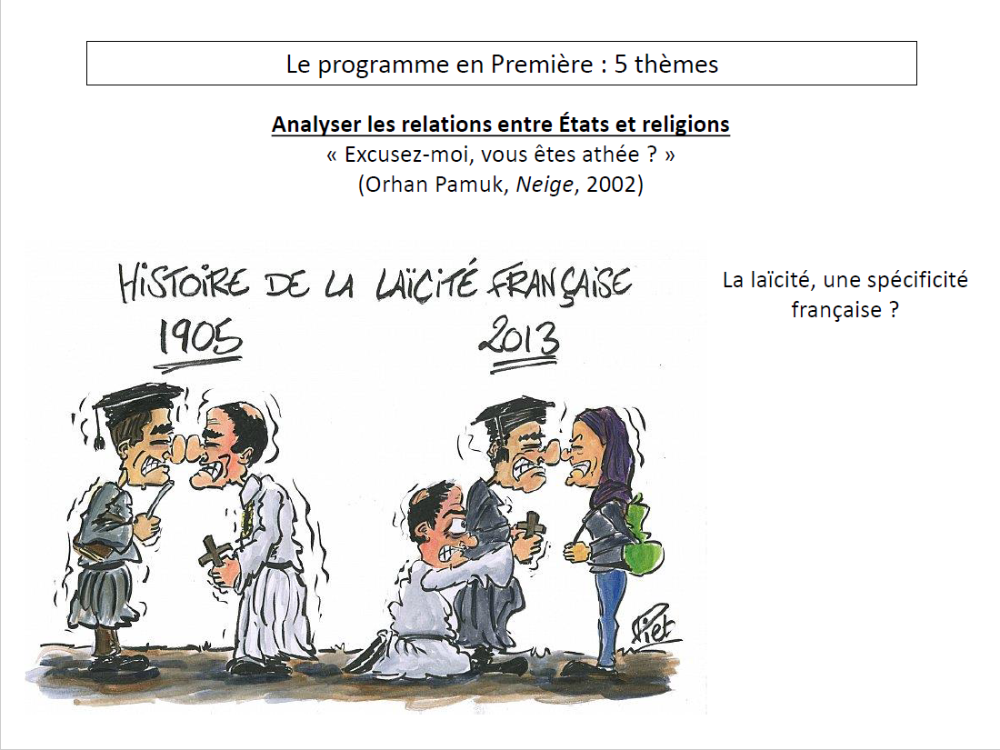 Le programme en Première : 5 thèmes
Analyser les relations entre États et religions
« Excusez-moi, vous êtes athée ? »
(Orhan Pamuk, Neige, 2002)
HISTOIRE DE LA LAÏCITÉ FRANÇAISE
1905
2013
La laïcité, une spécificité
française ?
Piet